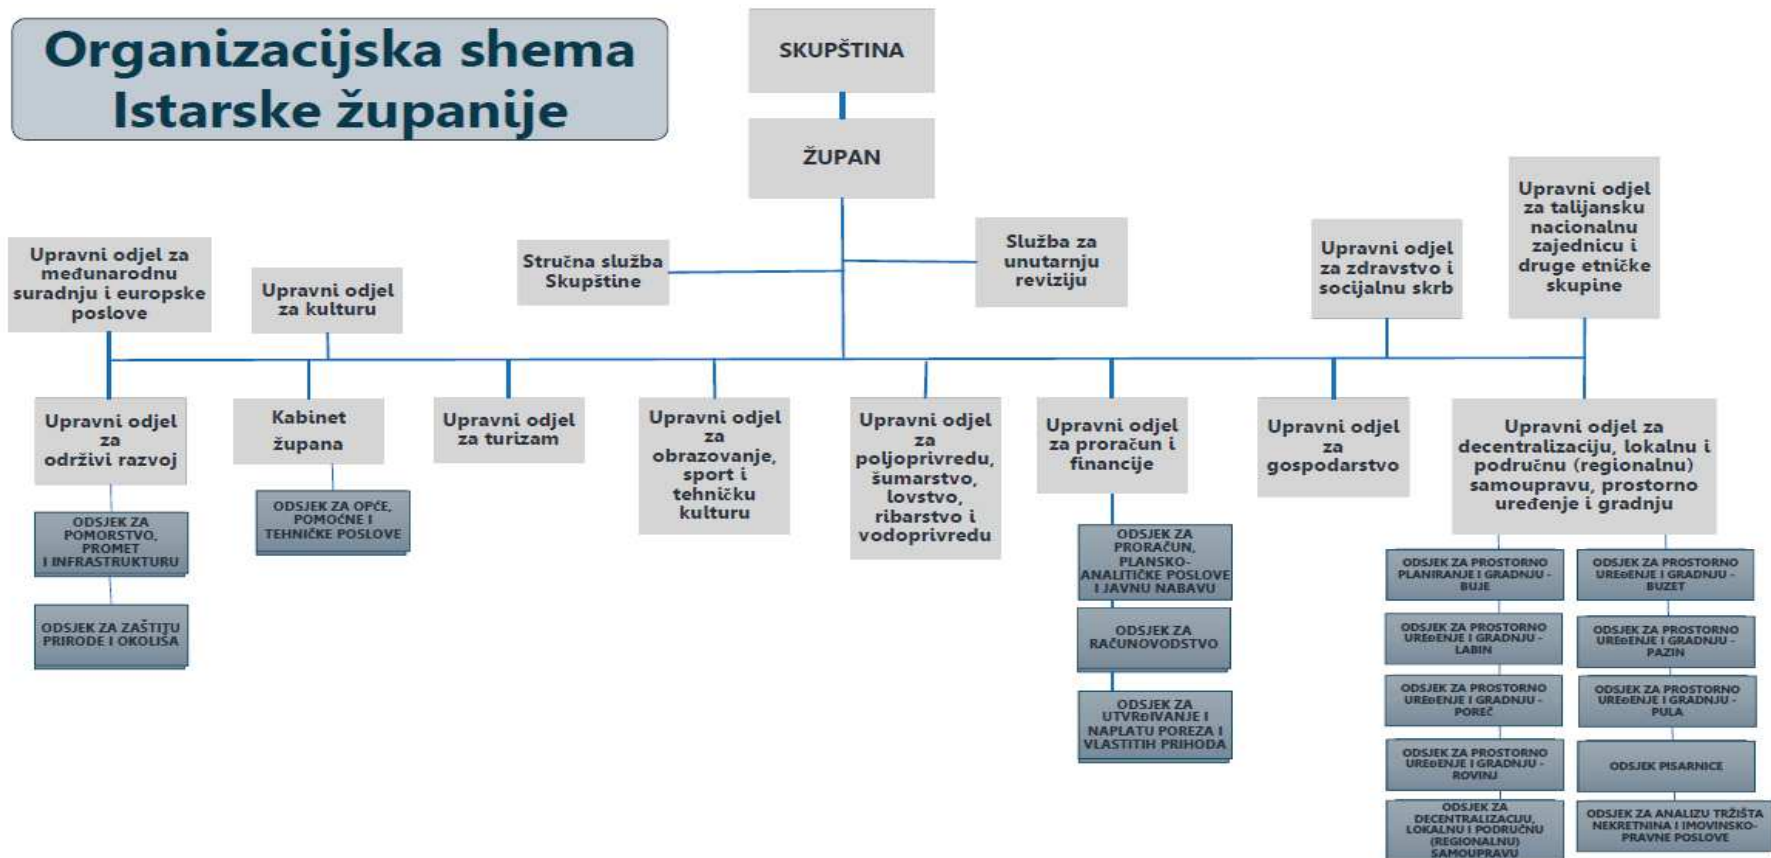 Organizacijska shema
Istarske županije
SKUPŠTINA
ŽUPAN
Stručna služba
Skupštine
Služba za
unutarnju
reviziju
Upravni odjel za
međunarodnu
suradnju i europske
poslove
Upravni odjel
za kulturu
Upravni odjel
za zdravstvo i
socijalnu skrb
Upravni odjel
za talijansku
nacionalnu
zajednicu i
druge etničke
skupine
Upravni odjel
za
održivi razvoj
ODSJEK ZA
POMORSTVO,
PROMET
I INFRASTRUKTURU
ODSJEK ZA ZAŠTITU
PRIRODE I OKOLIŠA
Kabinet
župana
ODSJEK ZA OPĆE,
POMOĆNE I
TEHNIČKE POSLOVE
Upravni odjel
za turizam
Upravni odjel
za
obrazovanje,
sport i
tehničku
kulturu
Upravni odjel
za
poljoprivredu,
šumarstvo,
lovstvo,
ribarstvo i
vodoprivredu
Upravni odjel
za proračun i
financije
ODSJEK ZA
PRORAČUN,
PLANSKO-
ANALITIČKE POSLOVE
I JAVNU NABAVU
ODSJEK ZA
RAČUNOVODSTVO
ODSJEK ZA
UTVRĐIVANJE I
NAPLATU POREZA I
VLASTITIH PRIHODA
Upravni odjel
za
gospodarstvo
Upravni odjel za
decentralizaciju, lokalnu i
područnu (regionalnu)
samoupravu, prostorno
uređenje i gradnju
ODSJEK ZA PROSTORNO
PLANIRANJE I GRADNJU -
BUJE
ODSJEK ZA PROSTORNO
UREĐENJE I GRADNJU -
BUZET
ODSJEK ZA PROSTORNO
UREĐENJE I GRADNJU -
LABIN
ODSJEK ZA PROSTORNO
UREĐENJE I GRADNJU -
PAZIN
ODSJEK ZA PROSTORNO
UREĐENJE I GRADNJU -
POREČ
ODSJEK ZA PROSTORNO
UREĐENJE I GRADNJU -
PULA
ODSJEK ZA PROSTORNO
UREĐENJE I GRADNJU -
ROVINJ
ODSJEK PISARNICE
ODSJEK ZA
DECENTRALIZACIJU,
LOKALNU I PODRUČNU
(REGIONALNU)
SAMOUPRAVU
ODSJEK ZA ANALIZU TRŽIŠTA
NEKRETNINA I IMOVINSKO-
PRAVNE POSLOVE